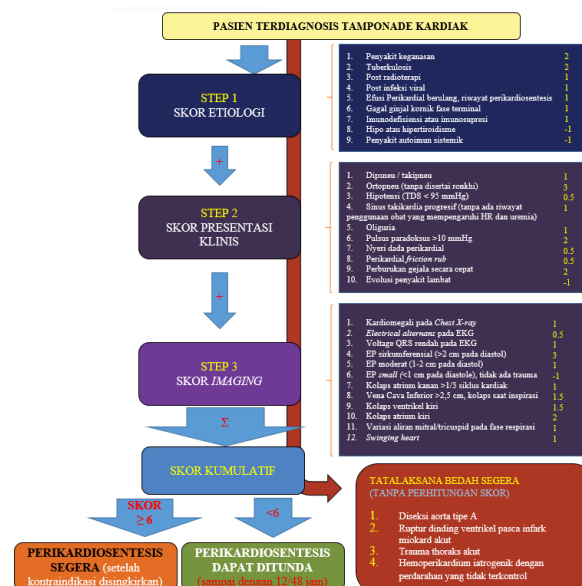 PASIEN TERDIAGNOSIS TAMPONADE KARDIAK
STEP 1
SKOR ETIOLOGI
1. Penyakit keganasan 2
2. Tuberkulosis 2
3. Post radioterapi 1
4. Post infeksi viral 1
5. Efusi Perikardial berulang, riwayat perikardiosentesis 1
6. Gagal ginjal kornik fase terminal 1
7. Imunodefisiensi atau imunosupresi 1
8. Hipo atau hipertiroidisme -1
9. Penyakit autoimun sistemik -1
+
STEP 2
SKOR PRESENTASI
KLINIS
1. Dipsneu / takipneu 1
2. Ortopneu (tanpa disertai ronkhi) 3
3. Hipotensi (TDS < 95 mmHg) 0.5
4. Sinus takikardia progresif (tanpa ada riwayat 1
penggunaan obat yang mempengaruhi HR dan uremia)
5. Oliguria 1
6. Pulsus paradoksus >10 mmHg 2
7. Nyeri dada perikardial 0.5
8. Perikardial friction rub 0.5
9. Perburukan gejala secara cepat 2
10. Evolusi penyakit lambat -1
+
STEP 3
SKOR IMAGING
1. Kardiomegali pada Chest X-ray 1
2. Electrical alternans pada EKG 0.5
3. Voltage QRS rendah pada EKG 1
4. EP sirkumferensial (>2 cm pada diastol) 3
5. EP moderat (1-2 cm pada diastol) 1
6. EP small (<1 cm pada diastole), tidak ada trauma -1
7. Kolaps atrium kanan >1/3 siklus kardiak 1
8. Vena Cava Inferior >2,5 cm, kolaps saat inspirasi 1.5
9. Kolaps ventrikel kiri 1.5
10. Kolaps atrium kiri 2
11. Variasi aliran mitral/tricuspid pada fase respirasi 1
12. Swinging heart 1
Σ
SKOR KUMULATIF
SKOR
≥ 6
<6
PERIKARDIOSENTESIS
SEGERA (setelah
kontraindikasi disingkirkan)
PERIKARDIOSENTESIS
DAPAT DITUNDA
(sampai dengan 12/48 jam)
TATALAKSANA BEDAH SEGERA
(TANPA PERHITUNGAN SKOR)
1. Diseksi aorta tipe A
2. Ruptur dinding ventrikel pasca infark
miokard akut
3. Trauma thoraks akut
4. Hemoperikardium iatrogenik dengan
perdarahan yang tidak terkontrol